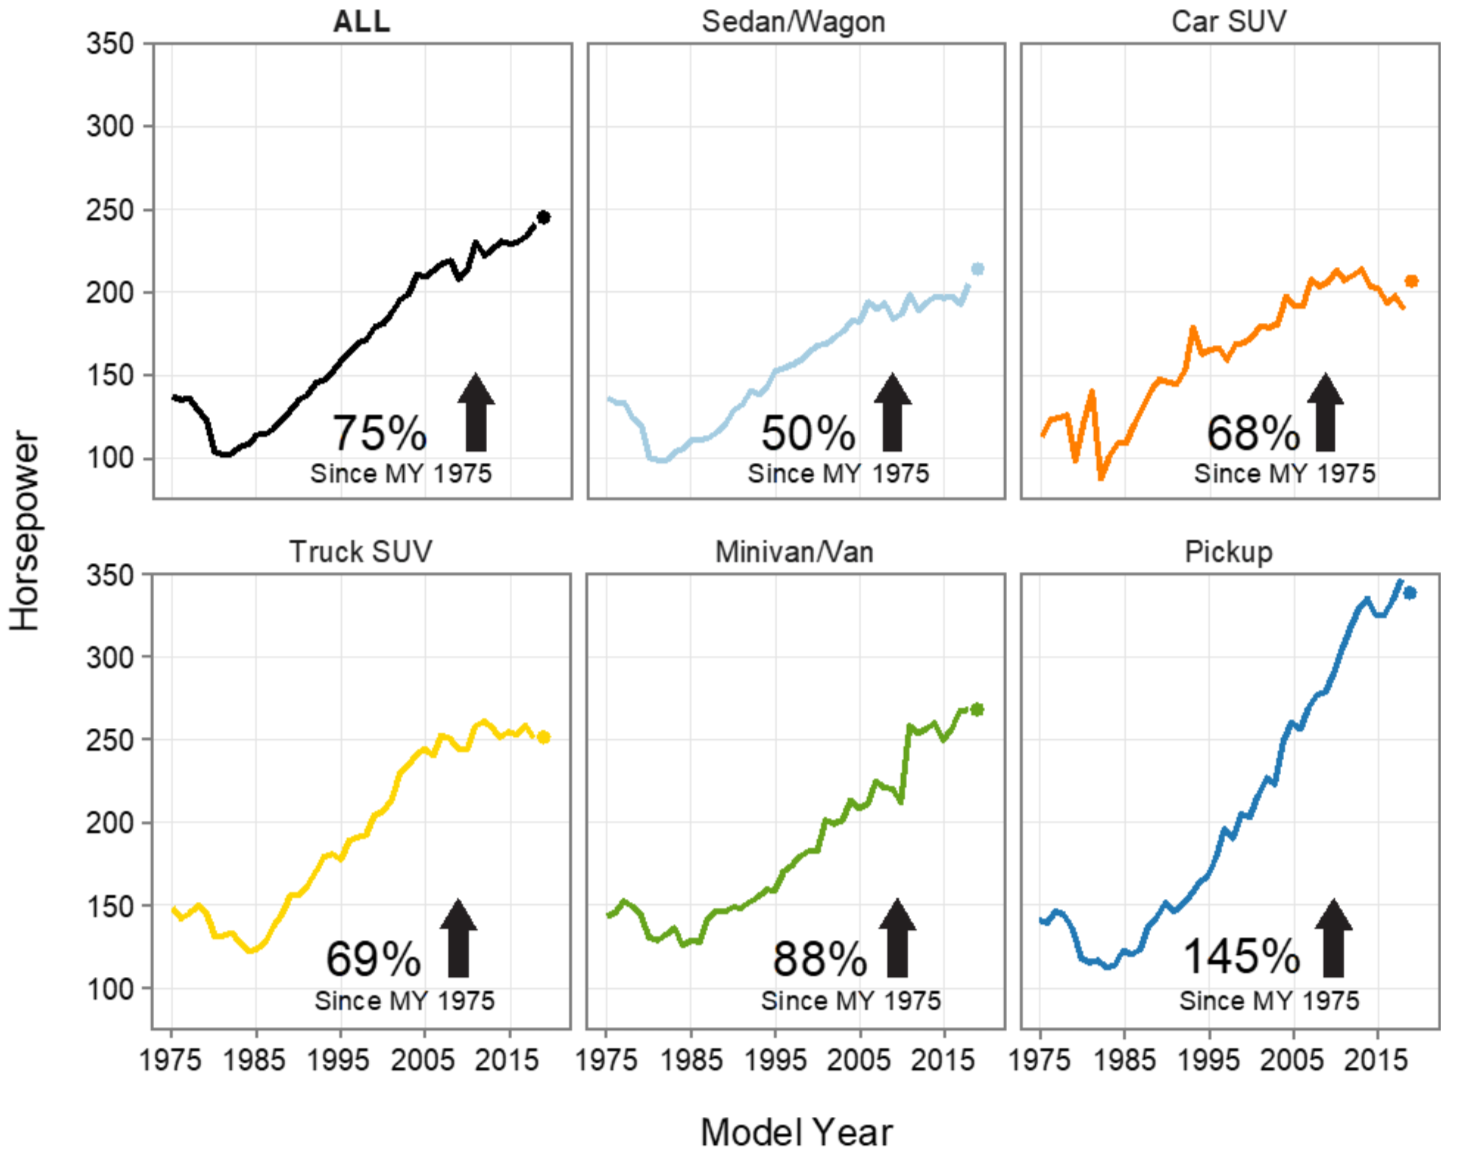 ALL
Sedan/Wagon
Car SUV
350
300
250
200
150
100
75%
Since MY 1975
50%
Since MY 1975
68%
Since MY 1975
Horsepower
Truck SUV
Minivan/Van
Pickup
350
300
250
200
150
100
69%
Since MY 1975
88%
Since MY 1975
145%
Since MY 1975
1975 1985 1995 2005 2015
1975 1985 1995 2005 2015
1975 1985 1995 2005 2015
Model Year